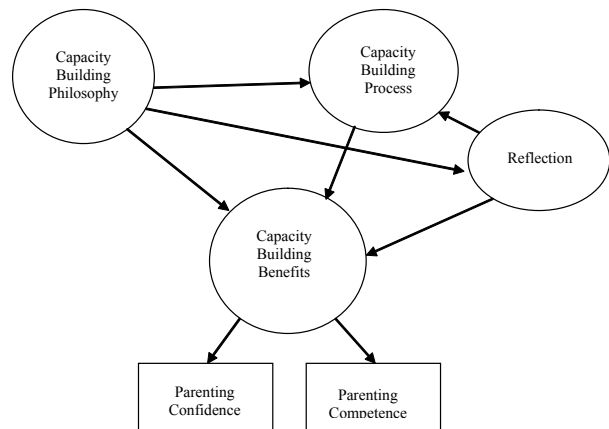 Capacity
Building
Philosophy
Capacity
Building
Process
Reflection
Capacity
Building
Benefits
Parenting
Confidence
Parenting
Competence